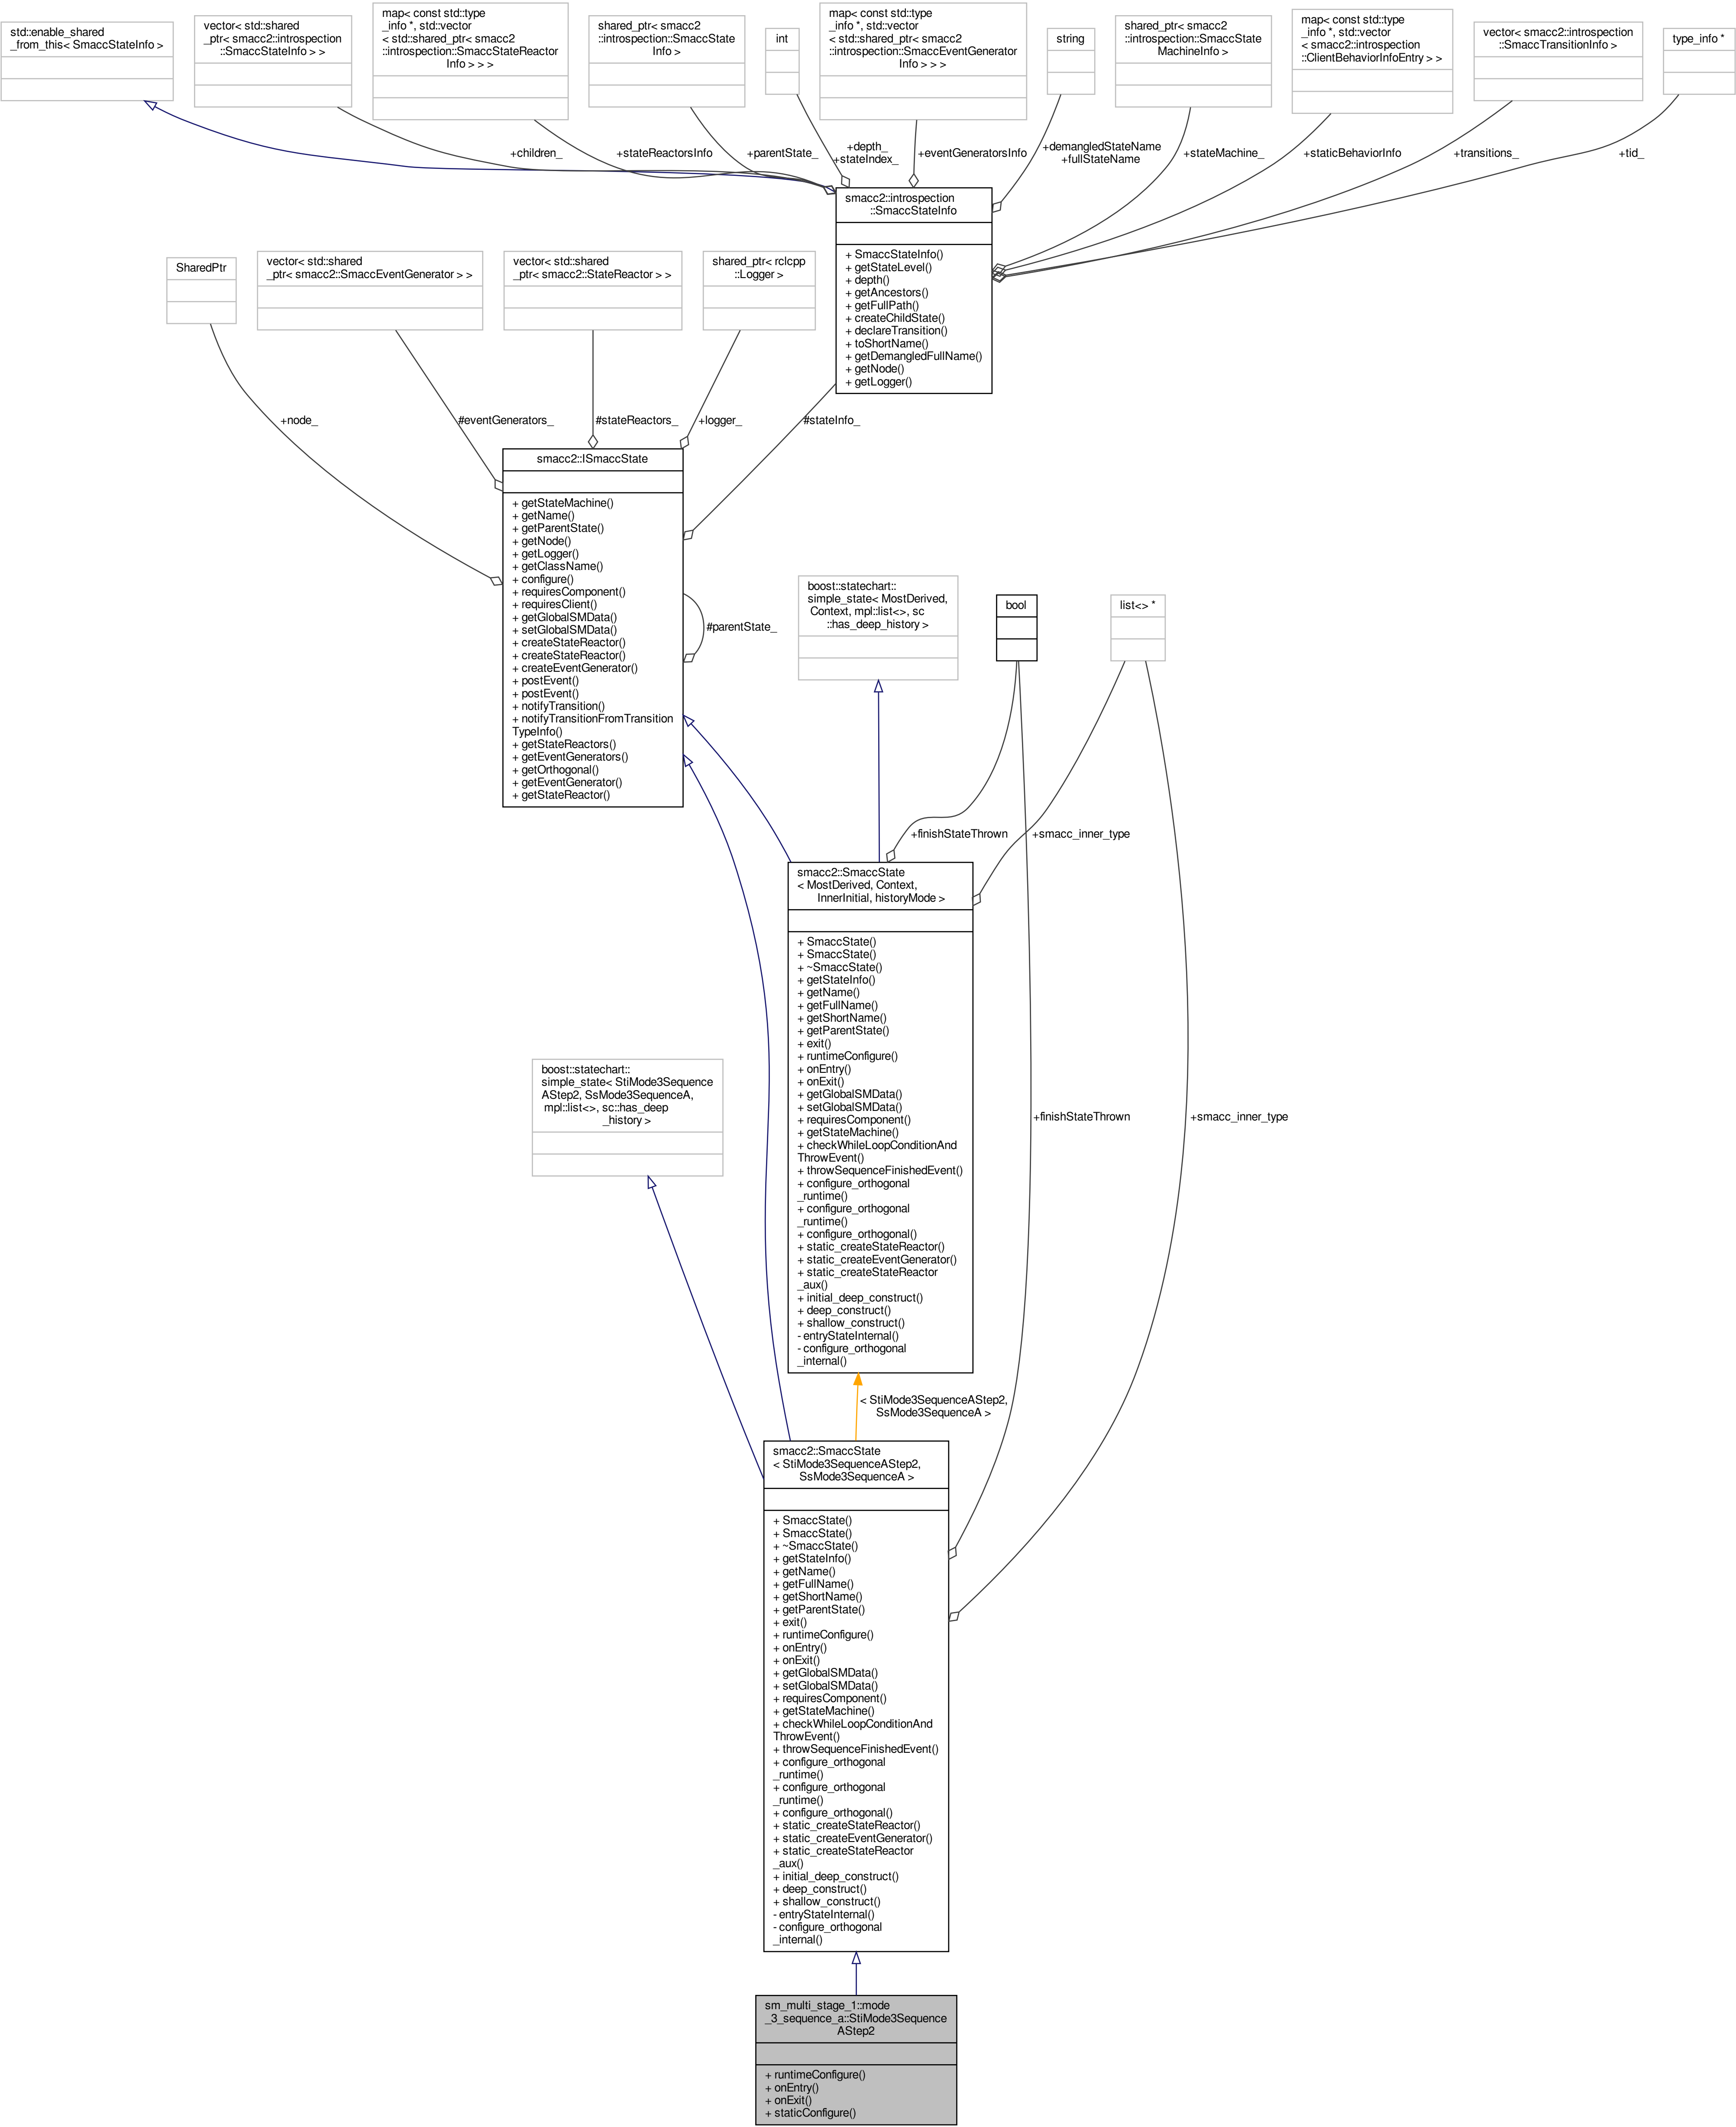 std::enable_shared
_from_this< SmaccStateInfo >
vector< std::shared
_ptr< smacc2::introspection
::SmaccStateInfo > >
map< const std::type
_info *, std::vector
< std::shared_ptr< smacc2
::introspection::SmaccStateReactor
Info > > >
shared_ptr< smacc2
::introspection::SmaccState
Info >
int
map< const std::type
_info *, std::vector
< std::shared_ptr< smacc2
::introspection::SmaccEventGenerator
Info > > >
string
shared_ptr< smacc2
::introspection::SmaccState
MachineInfo >
map< const std::type
_info *, std::vector
< smacc2::introspection
::ClientBehaviorInfoEntry > >
vector< smacc2::introspection
::SmaccTransitionInfo >
type_info *
+children_
+stateReactorsInfo
+parentState_
+depth_
+stateIndex_
+eventGeneratorsInfo
+demangledStateName
+fullStateName
+stateMachine_
+staticBehaviorInfo
+transitions_
+tid_
smacc2::introspection
::SmaccStateInfo
+ SmaccStateInfo()
+ getStateLevel()
+ depth()
+ getAncestors()
+ getFullPath()
+ createChildState()
+ declareTransition()
+ toShortName()
+ getDemangledFullName()
+ getNode()
+ getLogger()
SharedPtr
vector< std::shared
_ptr< smacc2::SmaccEventGenerator > >
vector< std::shared
_ptr< smacc2::StateReactor > >
shared_ptr< rclcpp
::Logger >
+node_
#eventGenerators_
#stateReactors_
+logger_
#stateInfo_
smacc2::ISmaccState
+ getStateMachine()
+ getName()
+ getParentState()
+ getNode()
+ getLogger()
+ getClassName()
+ configure()
+ requiresComponent()
+ requiresClient()
+ getGlobalSMData()
+ setGlobalSMData()
+ createStateReactor()
+ createStateReactor()
+ createEventGenerator()
+ postEvent()
+ postEvent()
+ notifyTransition()
+ notifyTransitionFromTransition
TypeInfo()
+ getStateReactors()
+ getEventGenerators()
+ getOrthogonal()
+ getEventGenerator()
+ getStateReactor()
#parentState_
boost::statechart::
simple_state< MostDerived,
Context, mpl::list<>, sc
::has_deep_history >
bool
list<> *
+finishStateThrown
+smacc_inner_type
smacc2::SmaccState
< MostDerived, Context,
InnerInitial, historyMode >
+ SmaccState()
+ SmaccState()
+ ~SmaccState()
+ getStateInfo()
+ getName()
+ getFullName()
+ getShortName()
+ getParentState()
+ exit()
+ runtimeConfigure()
+ onEntry()
+ onExit()
+ getGlobalSMData()
+ setGlobalSMData()
+ requiresComponent()
+ getStateMachine()
+ checkWhileLoopConditionAnd
ThrowEvent()
+ throwSequenceFinishedEvent()
+ configure_orthogonal
_runtime()
+ configure_orthogonal
_runtime()
+ configure_orthogonal()
+ static_createStateReactor()
+ static_createEventGenerator()
+ static_createStateReactor
_aux()
+ initial_deep_construct()
+ deep_construct()
+ shallow_construct()
- entryStateInternal()
- configure_orthogonal
_internal()
boost::statechart::
simple_state< StiMode3Sequence
AStep2, SsMode3SequenceA,
mpl::list<>, sc::has_deep
_history >
+finishStateThrown
+smacc_inner_type
< StiMode3SequenceAStep2,
SsMode3SequenceA >
smacc2::SmaccState
< StiMode3SequenceAStep2,
SsMode3SequenceA >
+ SmaccState()
+ SmaccState()
+ ~SmaccState()
+ getStateInfo()
+ getName()
+ getFullName()
+ getShortName()
+ getParentState()
+ exit()
+ runtimeConfigure()
+ onEntry()
+ onExit()
+ getGlobalSMData()
+ setGlobalSMData()
+ requiresComponent()
+ getStateMachine()
+ checkWhileLoopConditionAnd
ThrowEvent()
+ throwSequenceFinishedEvent()
+ configure_orthogonal
_runtime()
+ configure_orthogonal
_runtime()
+ configure_orthogonal()
+ static_createStateReactor()
+ static_createEventGenerator()
+ static_createStateReactor
_aux()
+ initial_deep_construct()
+ deep_construct()
+ shallow_construct()
- entryStateInternal()
- configure_orthogonal
_internal()
sm_multi_stage_1::mode
_3_sequence_a::StiMode3Sequence
AStep2
+ runtimeConfigure()
+ onEntry()
+ onExit()
+ staticConfigure()